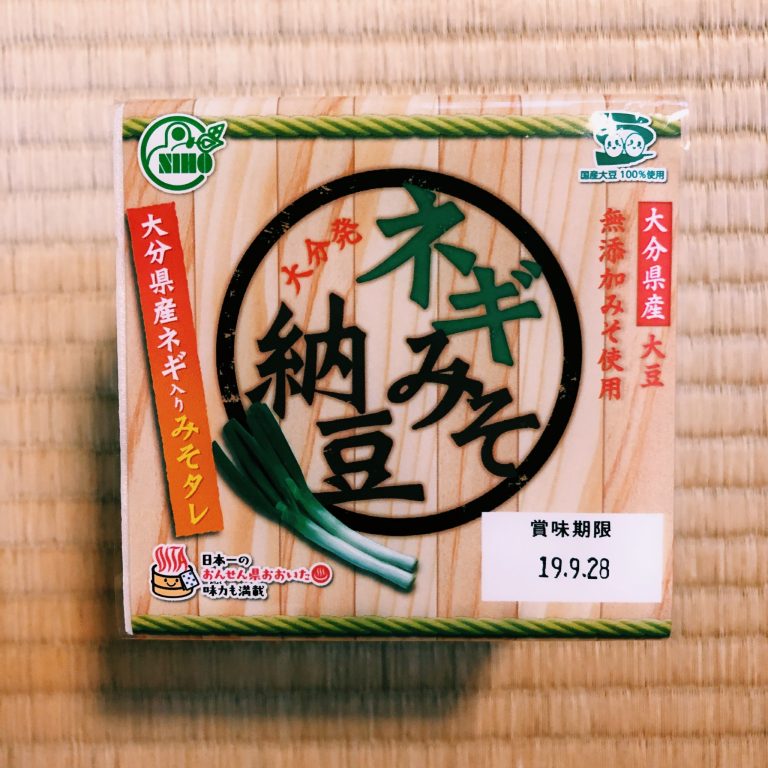 NIHO
国産大豆100%使用
大分県産大豆
無添加みそ使用
大分発
ネギみそ
納豆
大分県産ネギ入りみそタレ
賞味期限
19.9.28
OITA
日本一の
おんせん県おおいた
味力も満載